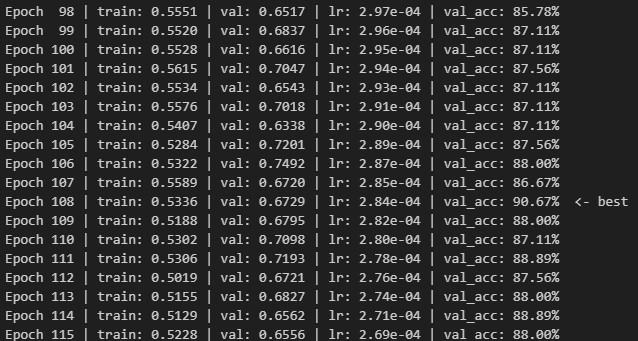 Epoch  98 | train: 0.5551 | val: 0.6517 | lr: 2.97e-04 | val_acc: 85.78%
Epoch  99 | train: 0.5520 | val: 0.6837 | lr: 2.96e-04 | val_acc: 87.11%
Epoch 100 | train: 0.5528 | val: 0.6616 | lr: 2.95e-04 | val_acc: 87.11%
Epoch 101 | train: 0.5615 | val: 0.7047 | lr: 2.94e-04 | val_acc: 87.56%
Epoch 102 | train: 0.5534 | val: 0.6543 | lr: 2.93e-04 | val_acc: 87.11%
Epoch 103 | train: 0.5576 | val: 0.7018 | lr: 2.91e-04 | val_acc: 87.11%
Epoch 104 | train: 0.5407 | val: 0.6338 | lr: 2.90e-04 | val_acc: 87.11%
Epoch 105 | train: 0.5284 | val: 0.7201 | lr: 2.89e-04 | val_acc: 87.56%
Epoch 106 | train: 0.5322 | val: 0.7492 | lr: 2.87e-04 | val_acc: 88.00%
Epoch 107 | train: 0.5589 | val: 0.6720 | lr: 2.85e-04 | val_acc: 86.67%
Epoch 108 | train: 0.5336 | val: 0.6729 | lr: 2.84e-04 | val_acc: 90.67%  <- best
Epoch 109 | train: 0.5188 | val: 0.6795 | lr: 2.82e-04 | val_acc: 88.00%
Epoch 110 | train: 0.5302 | val: 0.7098 | lr: 2.80e-04 | val_acc: 87.11%
Epoch 111 | train: 0.5306 | val: 0.7193 | lr: 2.78e-04 | val_acc: 88.89%
Epoch 112 | train: 0.5019 | val: 0.6721 | lr: 2.76e-04 | val_acc: 87.56%
Epoch 113 | train: 0.5155 | val: 0.6827 | lr: 2.74e-04 | val_acc: 88.00%
Epoch 114 | train: 0.5129 | val: 0.6562 | lr: 2.71e-04 | val_acc: 88.89%
Epoch 115 | train: 0.5228 | val: 0.6556 | lr: 2.69e-04 | val_acc: 88.00%